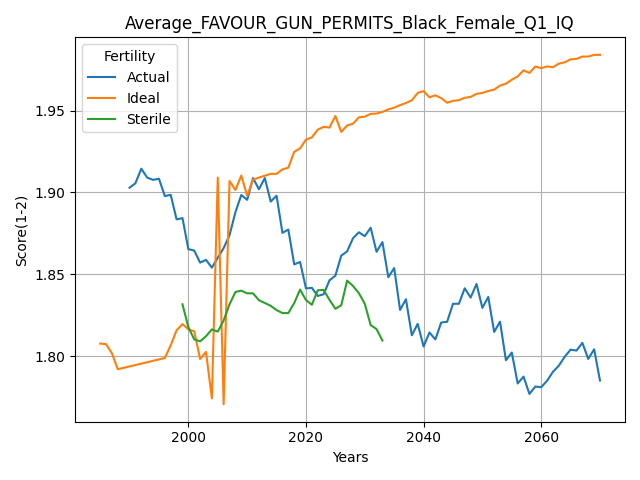 Average_FAVOUR_GUN_PERMITS_Black_Female_Q1_IQ
Fertility
Actual
Ideal
Sterile
Score(1-2)
1.95
1.90
1.85
1.80
2000
2020
2040
2060
Years